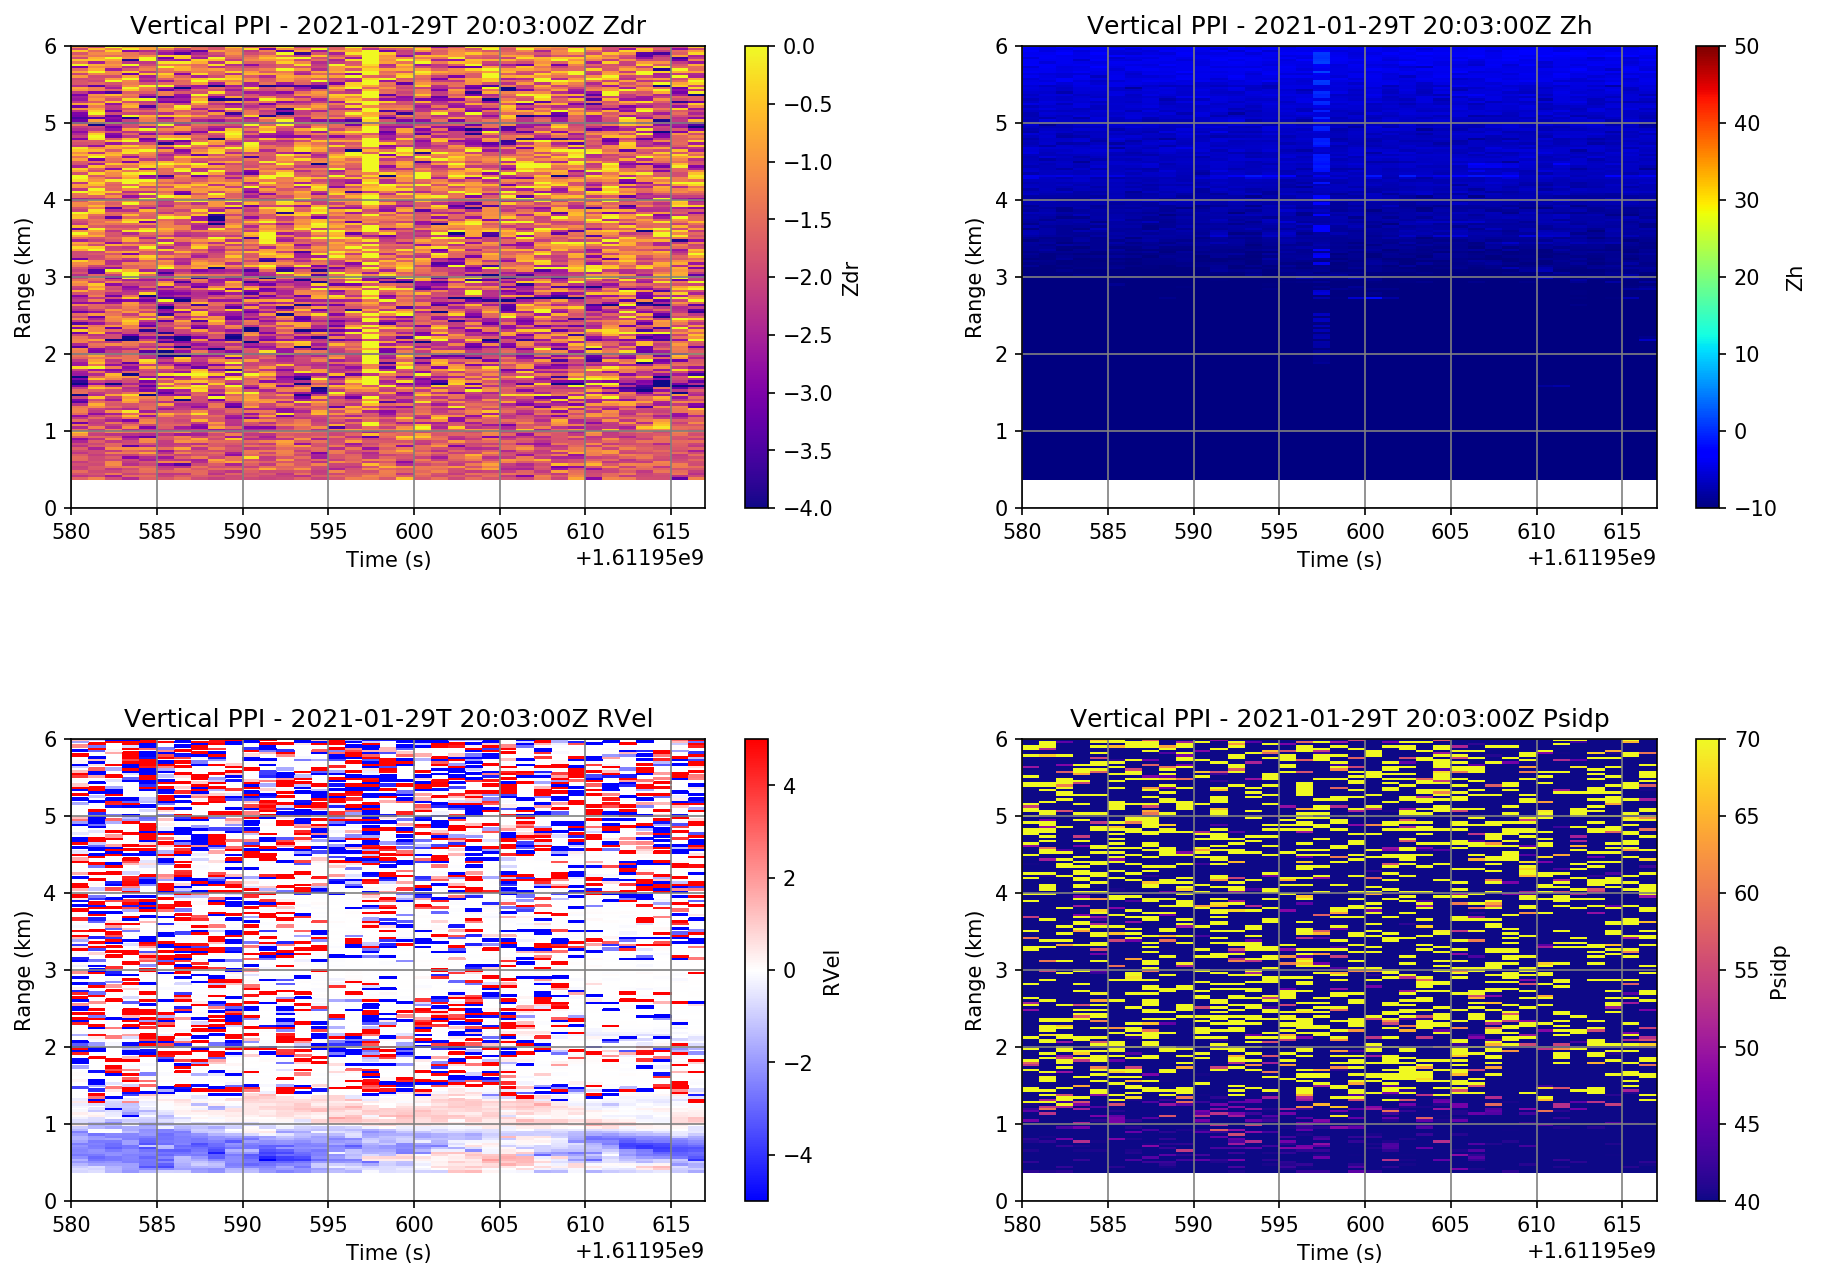 Vertical PPI - 2021-01-29T 20:03:00Z Zdr
6
5
4
3
2
1
0
Range (km)
580 585 590 595 600 605 610 615
Time (s)
+1.61195e9
0.0
−0.5
−1.0
−1.5
−2.0
−2.5
−3.0
−3.5
−4.0
Zdr
Vertical PPI - 2021-01-29T 20:03:00Z Zh
6
5
4
3
2
1
0
Range (km)
580 585 590 595 600 605 610 615
Time (s)
+1.61195e9
50
40
30
20
10
0
−10
Zh
Vertical PPI - 2021-01-29T 20:03:00Z RVel
6
5
4
3
2
1
0
Range (km)
580 585 590 595 600 605 610 615
Time (s)
+1.61195e9
4
2
0
−2
−4
RVel
Vertical PPI - 2021-01-29T 20:03:00Z Psidp
6
5
4
3
2
1
0
Range (km)
580 585 590 595 600 605 610 615
Time (s)
+1.61195e9
70
65
60
55
50
45
40
Psidp